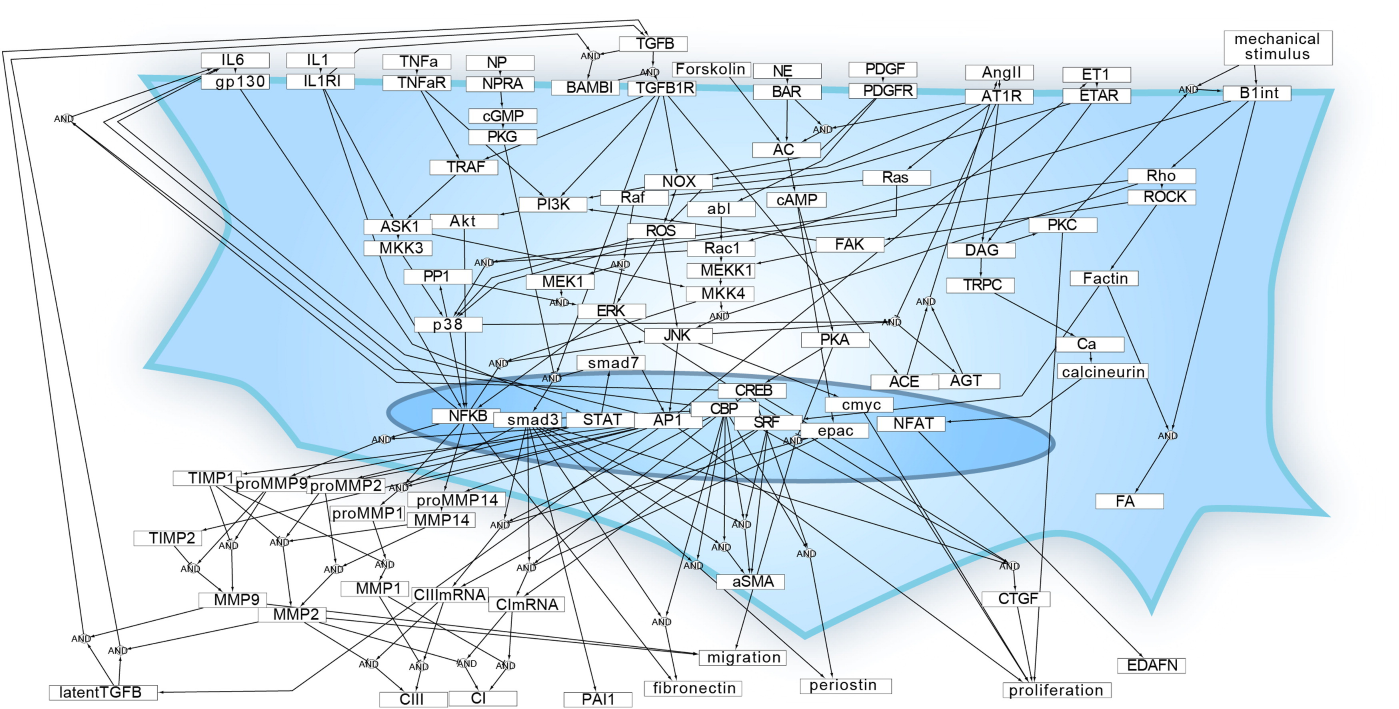 TGFB
mechanical
stimulus
IL6
IL1
TNFa
NP
AND
Forskolin
NE
PDGF
AngII
ET1
gp130
IL1RI
TNFaR
NPRA
BAMBI
AND
TGFB1R
BAR
PDGFR
AT1R
ETAR
AND
B1int
AND
cGMP
PKG
AND
AC
TRAF
NOX
Ras
Rho
PI3K
Raf
abl
cAMP
ROCK
ASK1
Akt
ROS
Rac1
FAK
DAG
PKC
MKK3
AND
AND
MEKK1
PP1
MEK1
MKK4
TRPC
Factin
AND
ERK
AND
AND
AND
p38
JNK
PKA
Ca
AND
smad7
AND
calcineurin
CREB
ACE
AGT
NFKB
smad3
STAT
AP1
CBP
SRF
cmyc
epac
NFAT
AND
AND
AND
TIMP1
proMMP9
proMMP2
AND
proMMP14
proMMP1
MMP14
AND
AND
FA
TIMP2
AND
AND
AND
AND
AND
AND
AND
AND
AND
AND
AND
MMP9
MMP2
MMP1
CIIImRNA
CImRNA
aSMA
CTGF
AND
AND
AND
AND
AND
AND
AND
migration
EDAFN
latentTGFB
CIII
CI
PAI1
fibronectin
periostin
proliferation